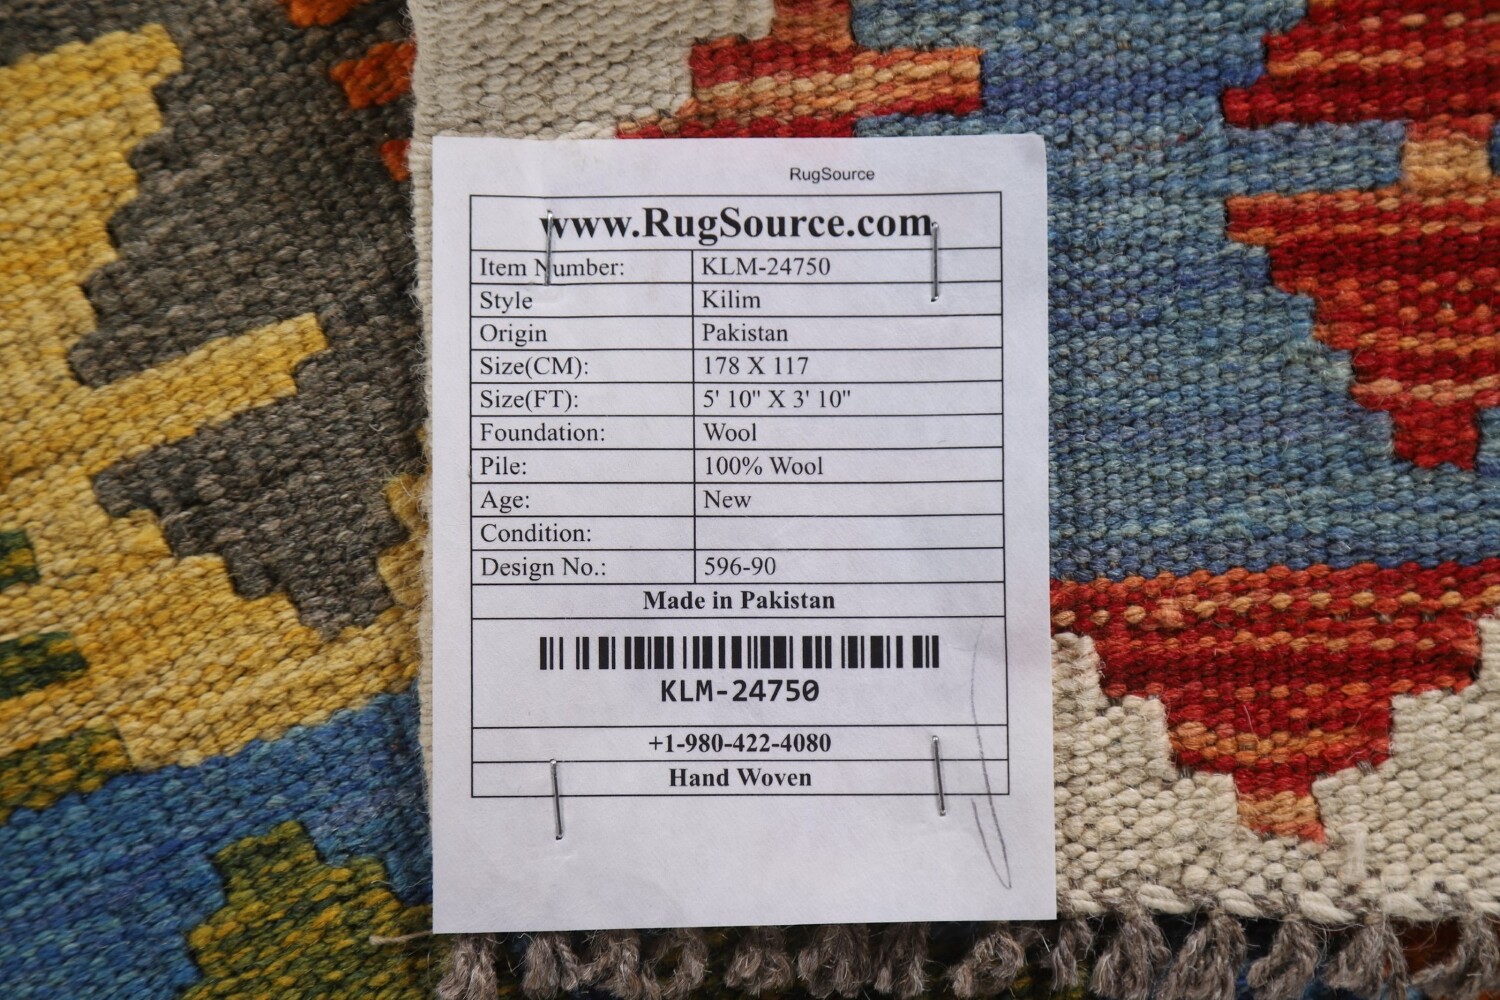 RugSource
www.RugSource.com
Item Number: KLM-24750
Style Kilim
Origin Pakistan
Size(CM): 178 X 117
Size(FT): 5' 10" X 3' 10"
Foundation: Wool
Pile: 100% Wool
Age: New
Condition:
Design No.: 596-90
Made in Pakistan
KLM-24750
+1-980-422-4080
Hand Woven